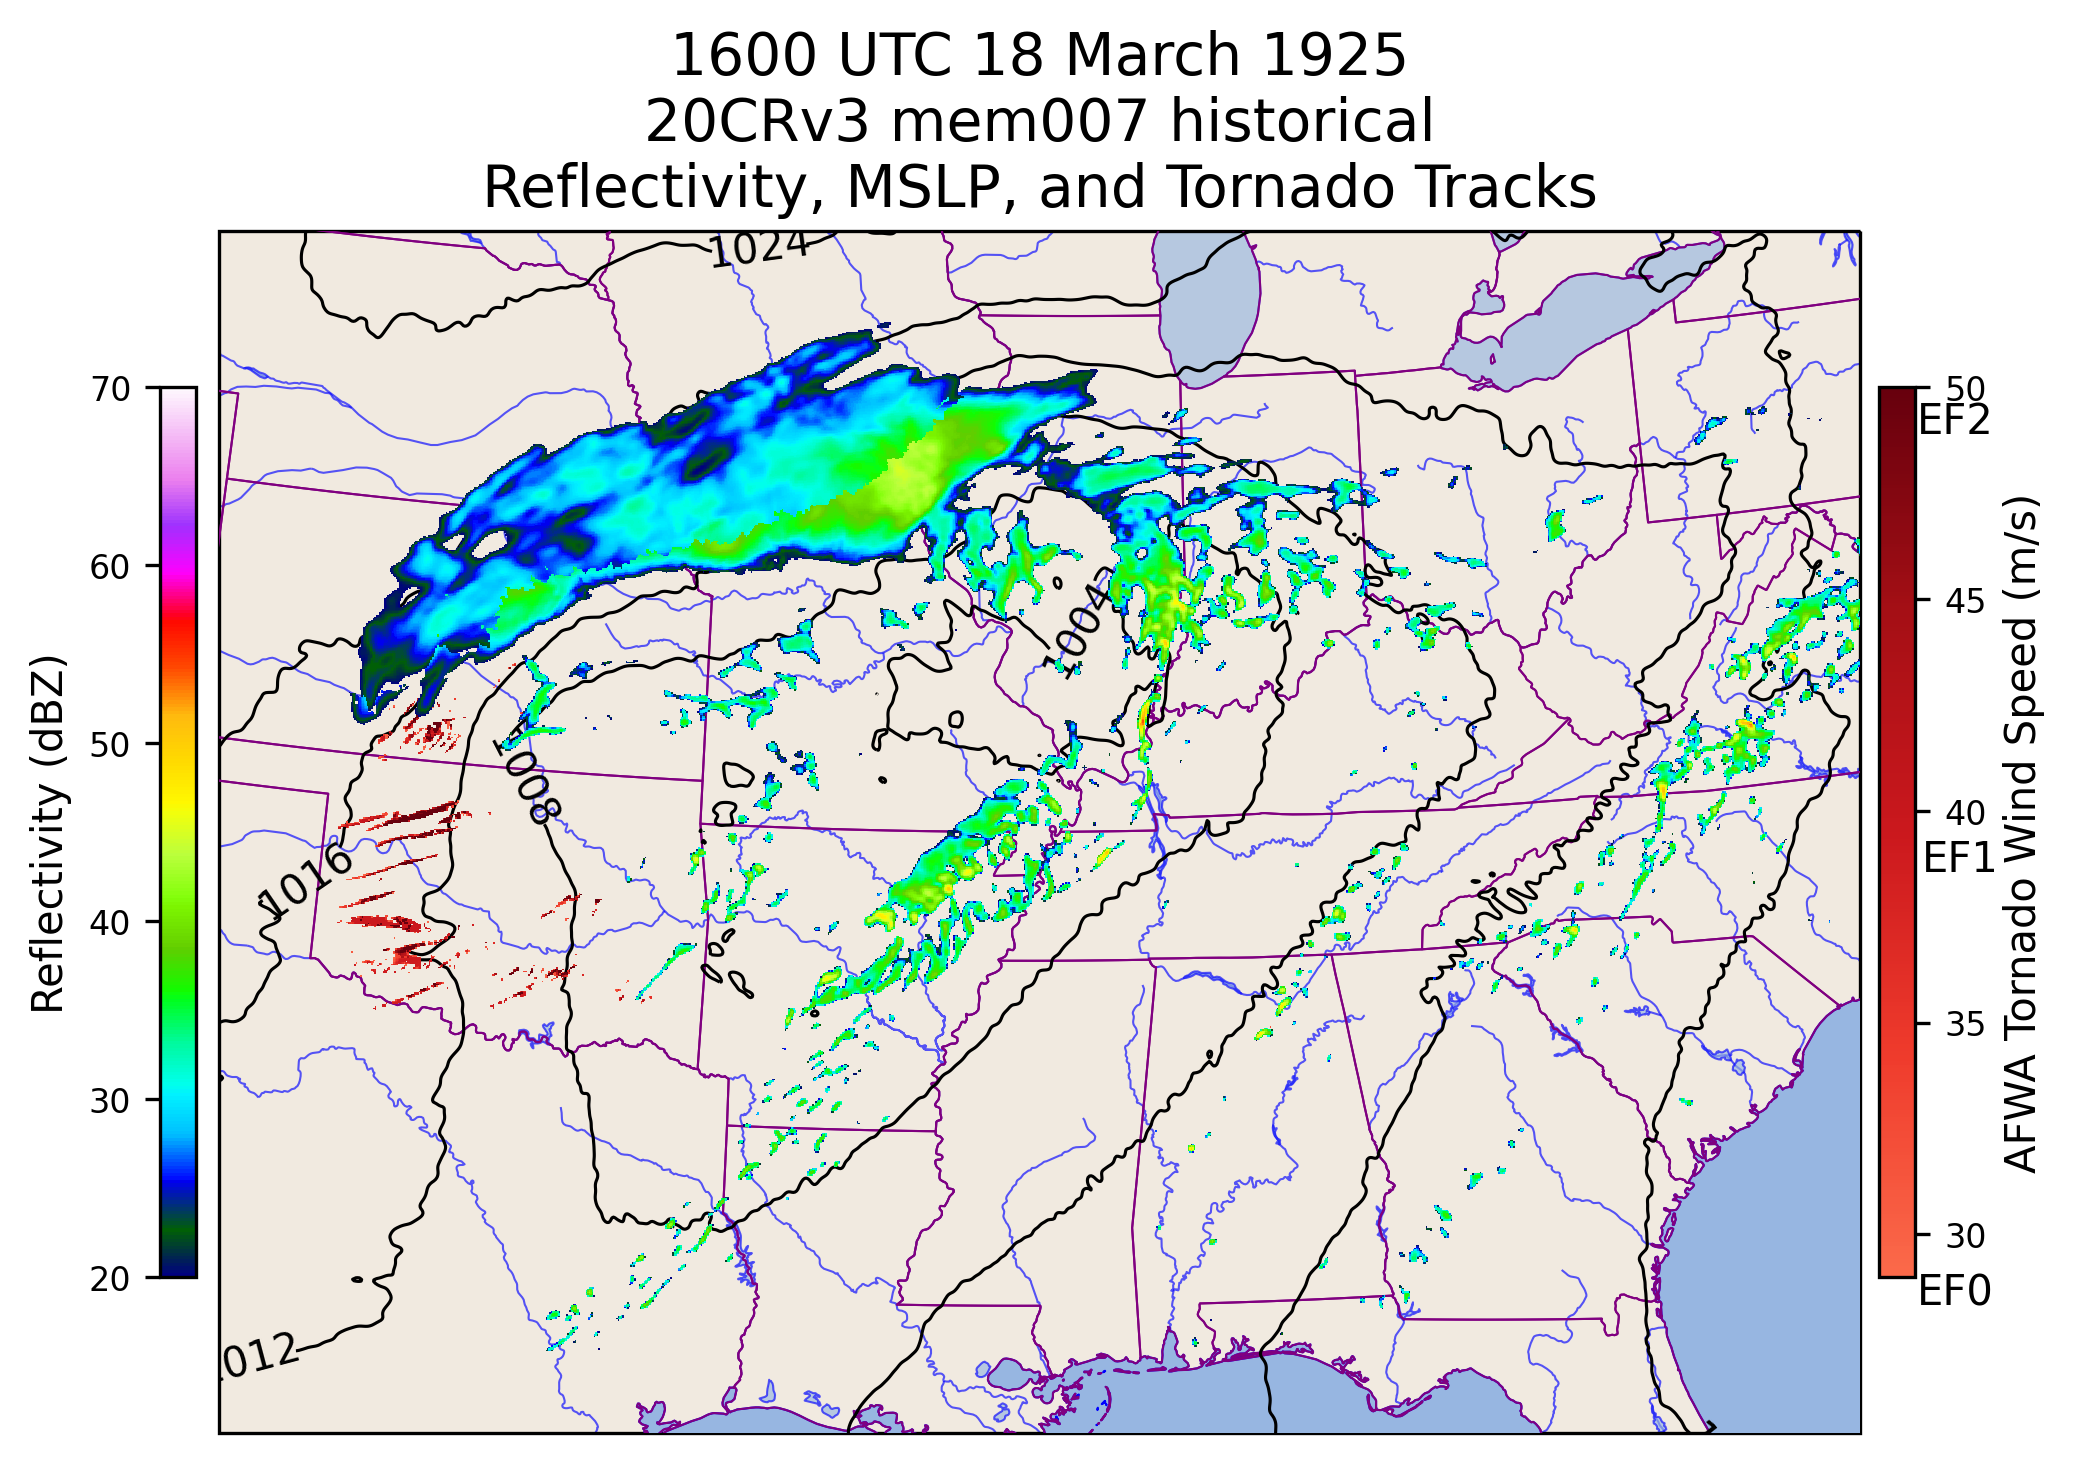 1600 UTC 18 March 1925
20CRv3 mem007 historical
Reflectivity, MSLP, and Tornado Tracks
1024
1004
1008
1016
012
Reflectivity (dBZ)
70
60
50
40
30
20
50
EF2
45
40
EF1
35
30
EF0
AFWA Tornado Wind Speed (m/s)